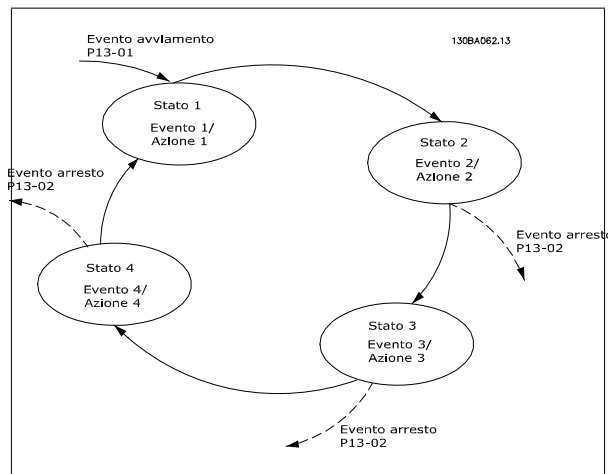 Evento avviamento
P13-01
130BA062.13
Stato 1
Evento 1/
Azione 1
Stato 2
Evento 2/
Azione 2
Evento arresto
P13-02
Evento arresto
P13-02
Stato 4
Evento 4/
Azione 4
Stato 3
Evento 3/
Azione 3
Evento arresto
P13-02